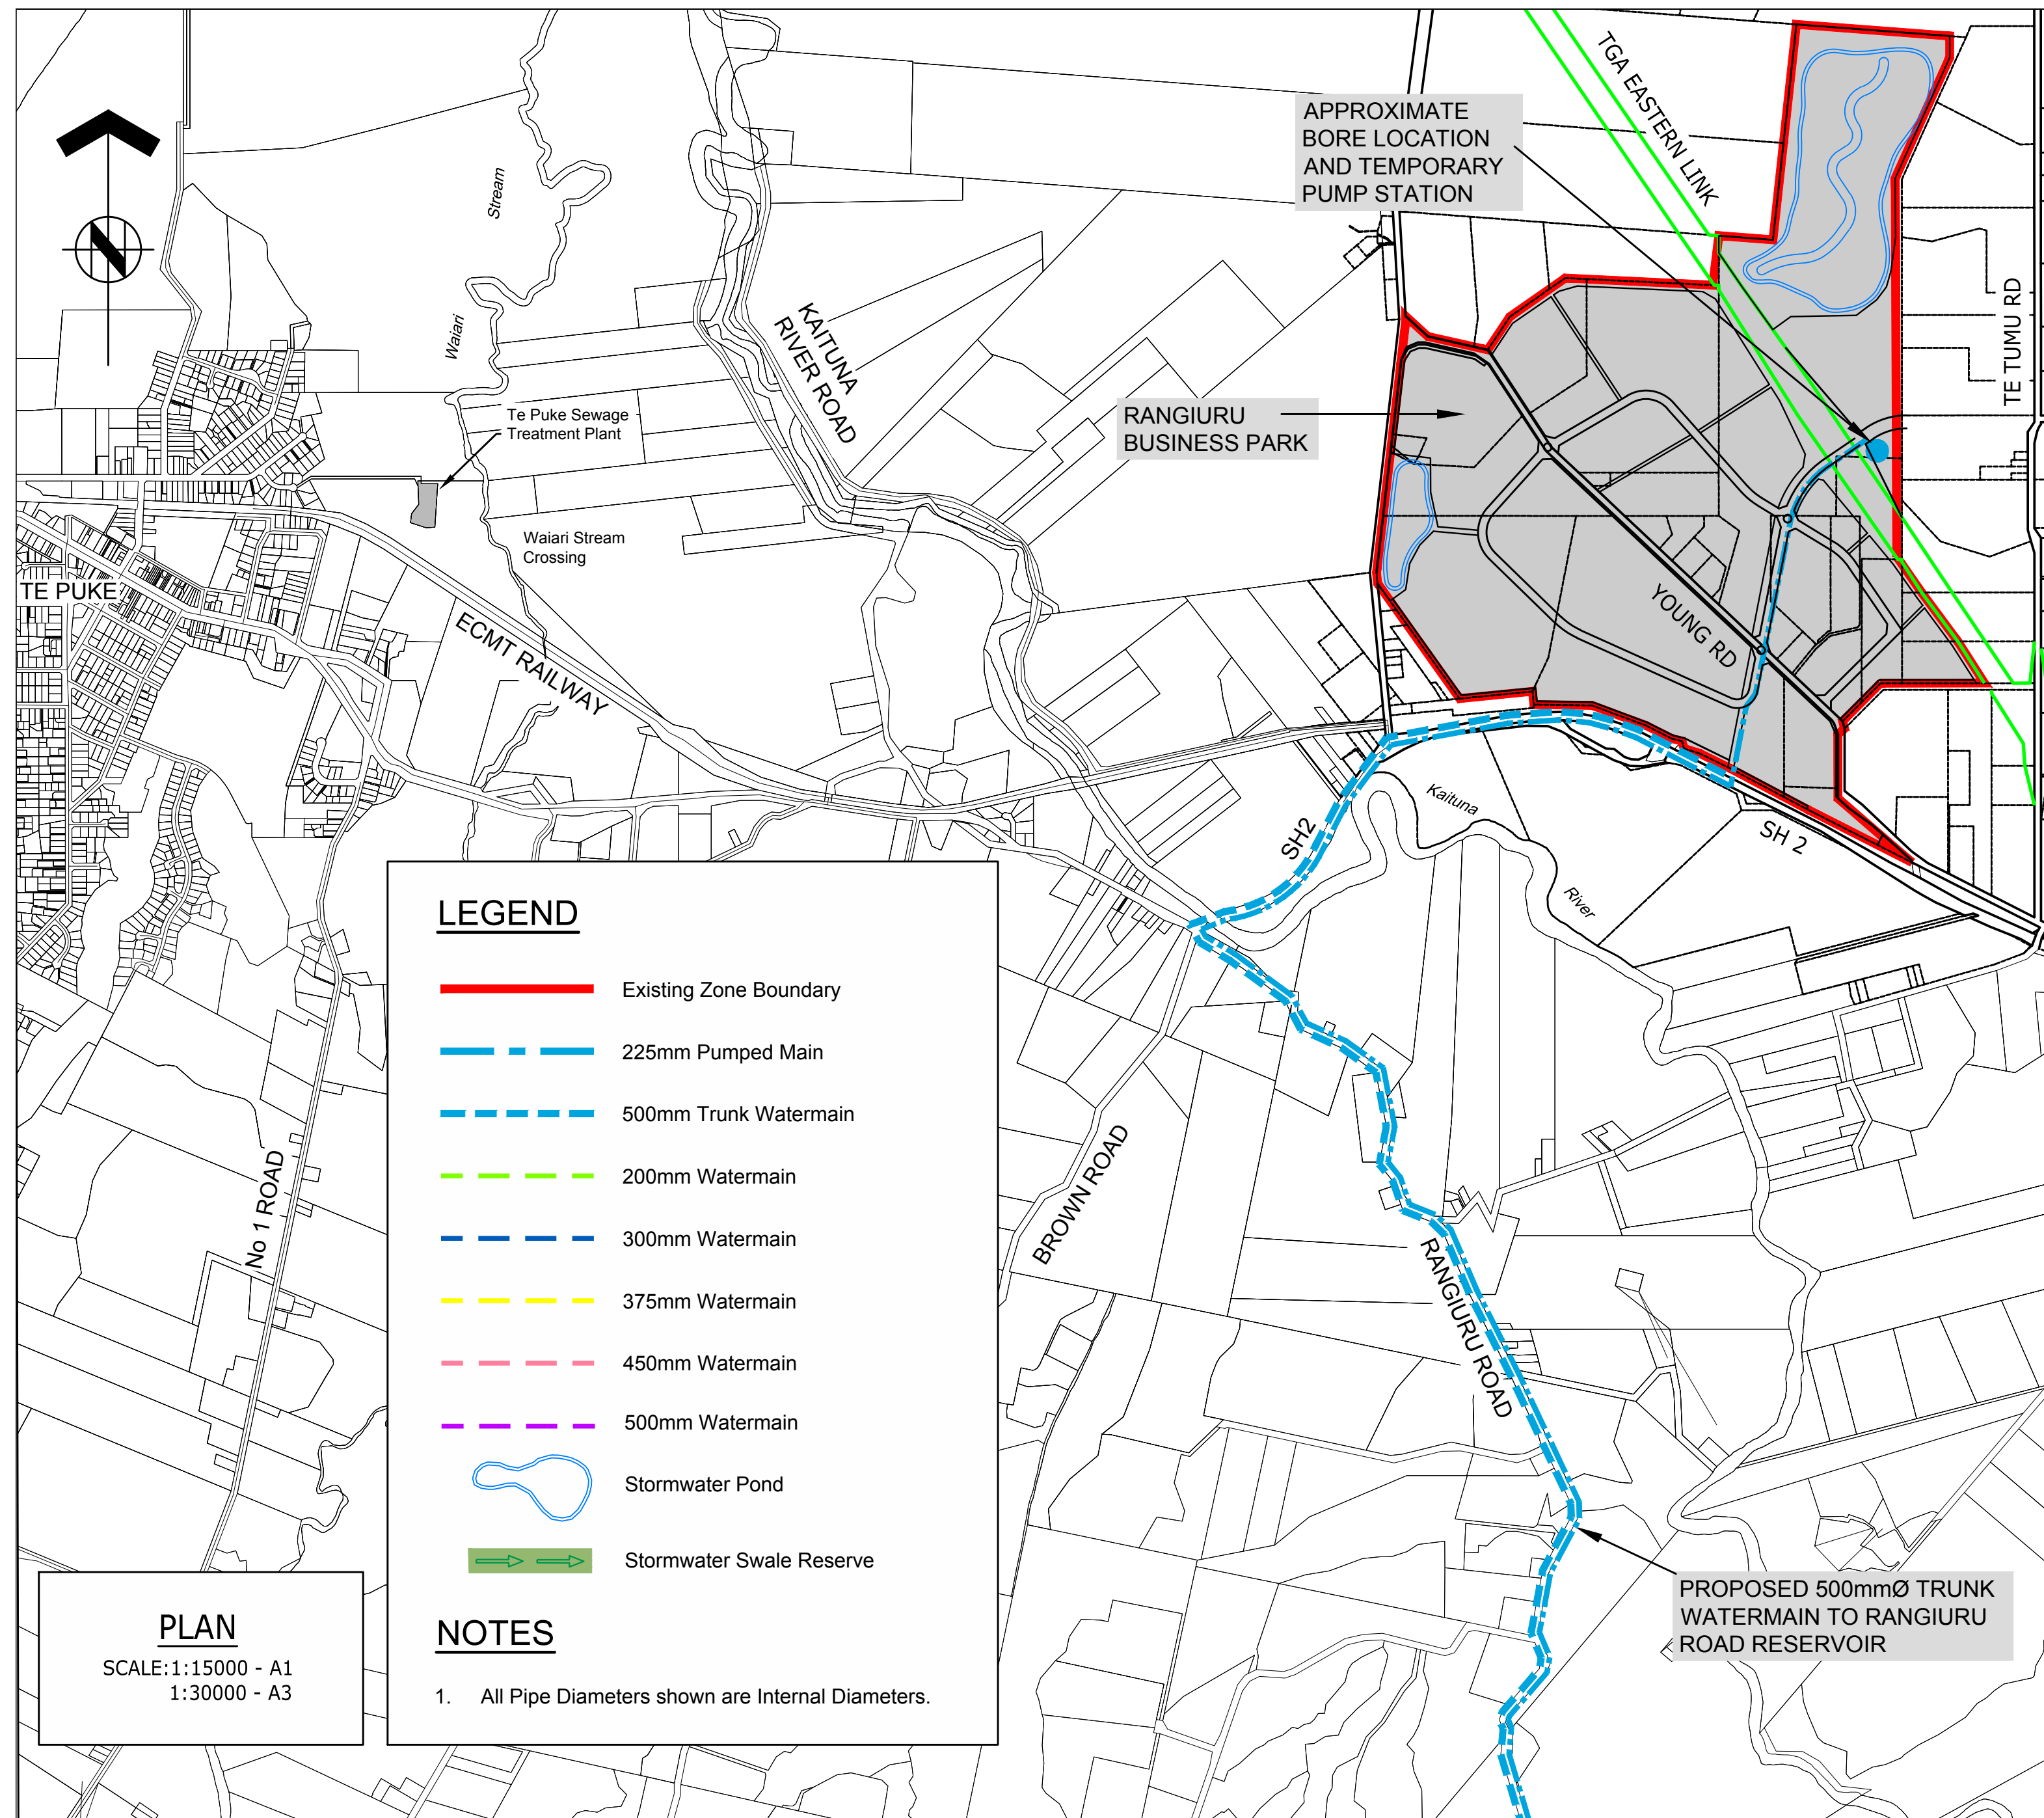 TGA EASTERN LINK
APPROXIMATE
BORE LOCATION
AND TEMPORARY
PUMP STATION
Stream
Waiari
KAITUNA
RIVER ROAD
TE TUMU RD
RANGIURU
BUSINESS PARK
Te Puke Sewage
Treatment Plant
Waiari Stream
Crossing
TE PUKE
ECMT RAILWAY
YOUNG RD
Kaituna
River
SH2
SH 2
No 1 ROAD
BROWN ROAD
RANGIURU ROAD
LEGEND
Existing Zone Boundary
225mm Pumped Main
500mm Trunk Watermain
200mm Watermain
300mm Watermain
375mm Watermain
450mm Watermain
500mm Watermain
Stormwater Pond
Stormwater Swale Reserve
NOTES
1. All Pipe Diameters shown are Internal Diameters.
PLAN
SCALE:1:15000 - A1
1:30000 - A3
PROPOSED 500mmØ TRUNK
WATERMAIN TO RANGIURU
ROAD RESERVOIR